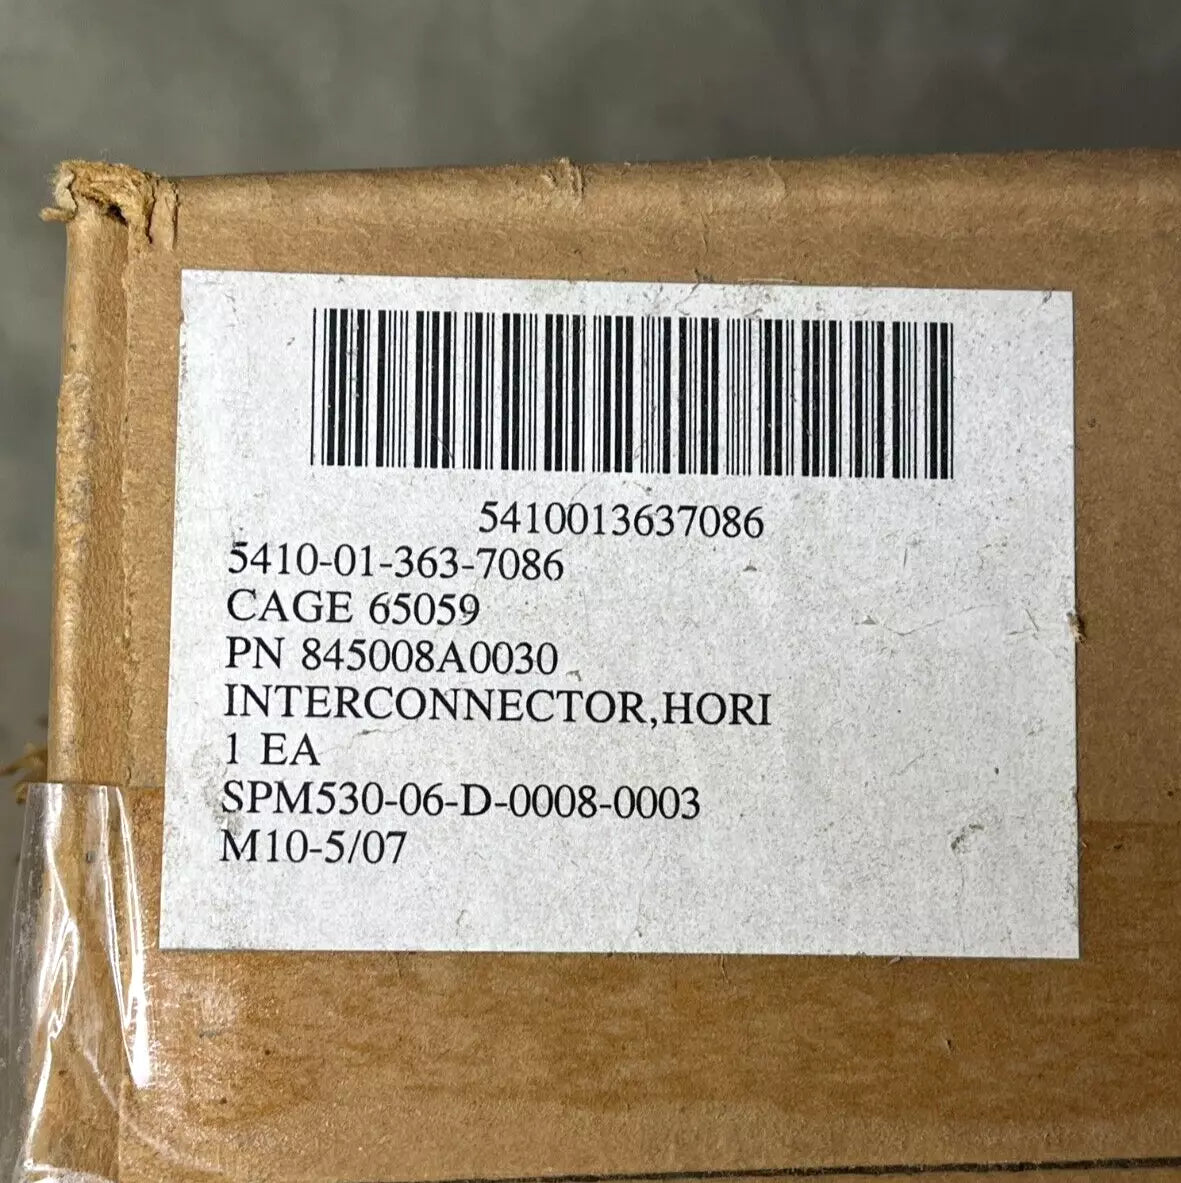 5410013637086
5410-01-363-7086
CAGE 65059
PN 845008A0030
INTERCONNECTOR,HORI
1 EA
SPM530-06-D-0008-0003
M10-5/07